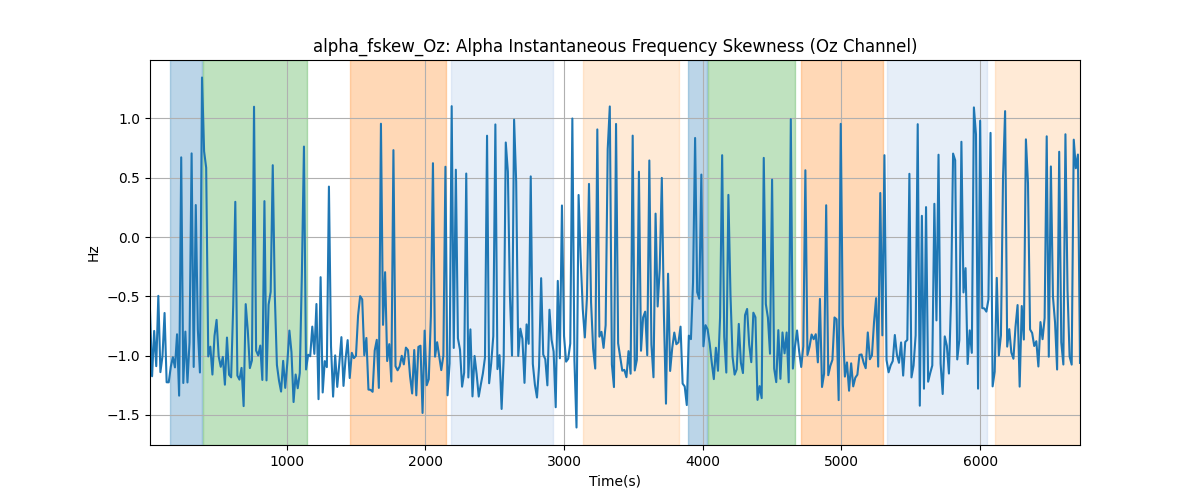 alpha_fskew_Oz: Alpha Instantaneous Frequency Skewness (Oz Channel)
1.0
0.5
0.0
−0.5
−1.0
−1.5
Hz
1000 2000 3000 4000 5000 6000
Time(s)